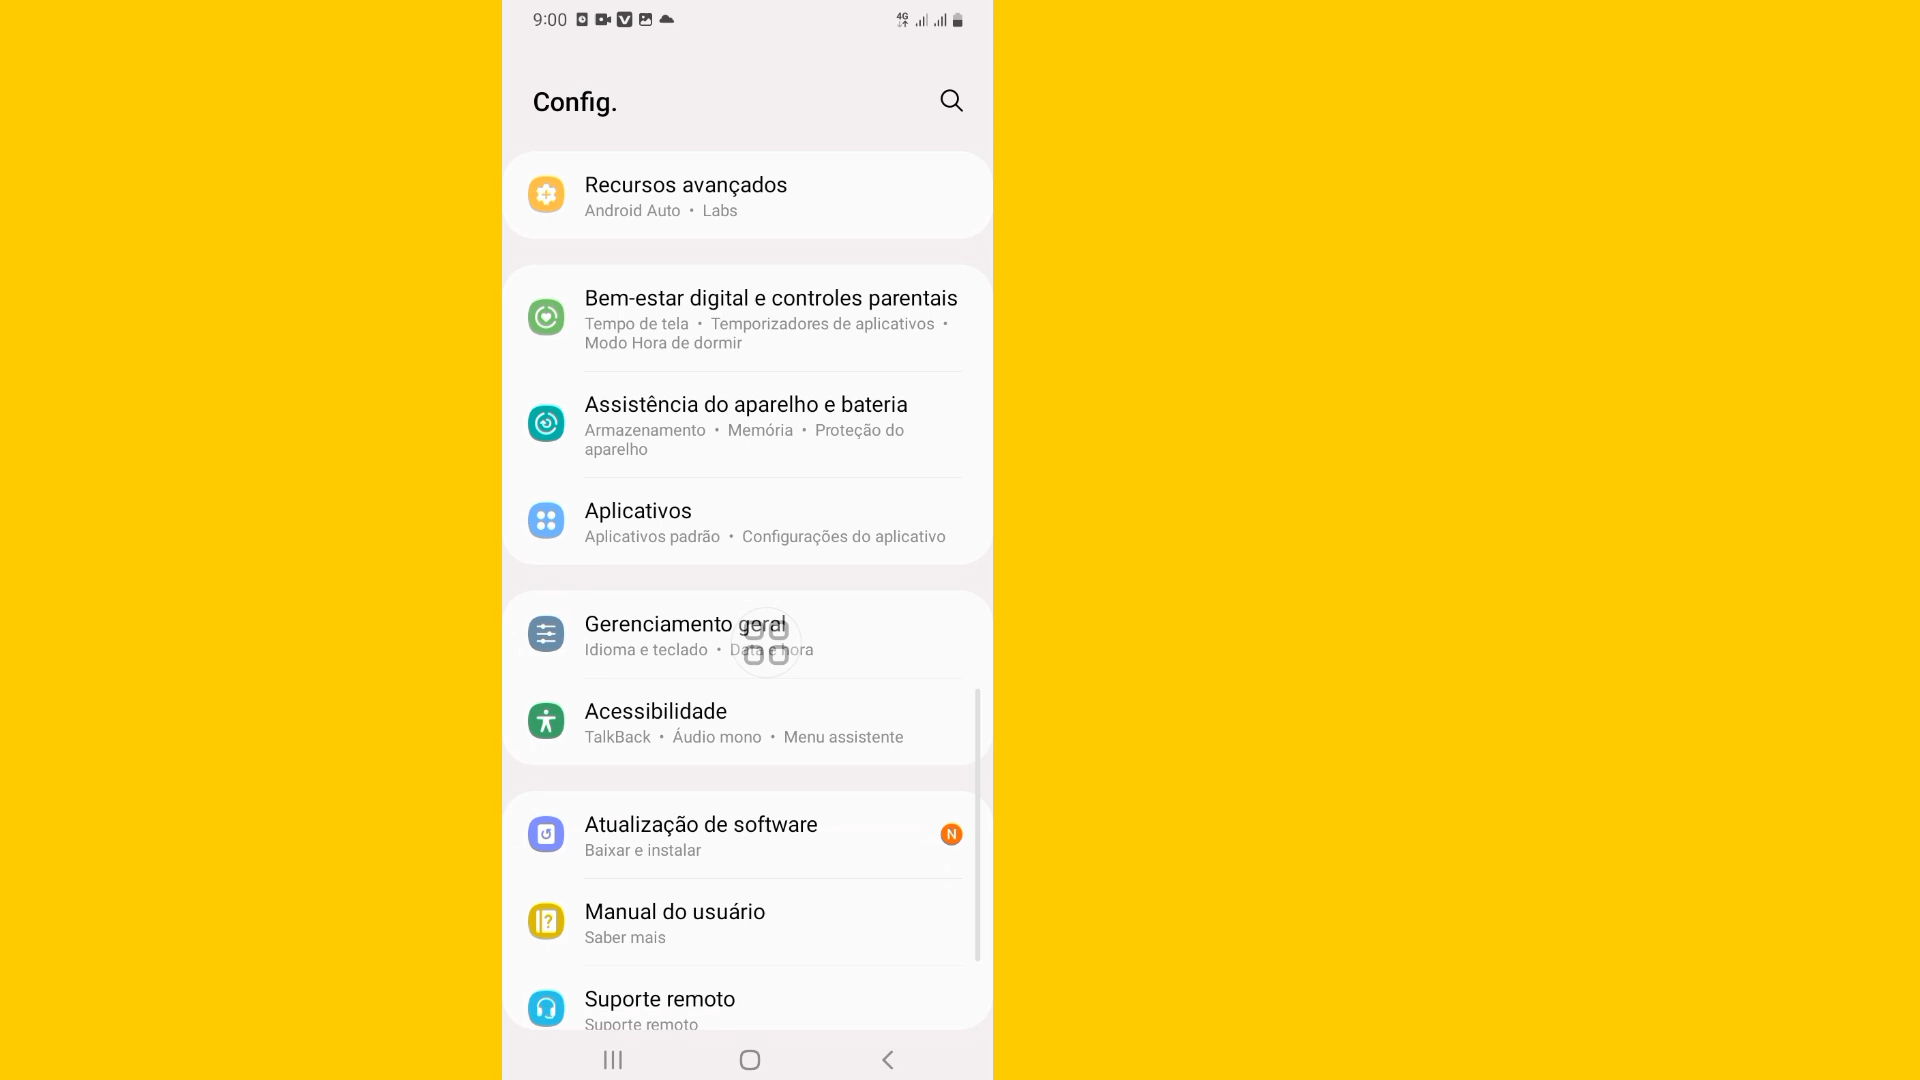 9:00
4G
Config.
Recursos avançados
Android Auto • Labs
Bem-estar digital e controles parentais
Tempo de tela • Temporizadores de aplicativos •
Modo Hora de dormir
Assistência do aparelho e bateria
Armazenamento • Memória • Proteção do
aparelho
Aplicativos
Aplicativos padrão • Configurações do aplicativo
Gerenciamento geral
Idioma e teclado • Data e hora
Acessibilidade
TalkBack • Áudio mono • Menu assistente
Atualização de software
N
Baixar e instalar
Manual do usuário
Saber mais
Suporte remoto
Suporte remoto